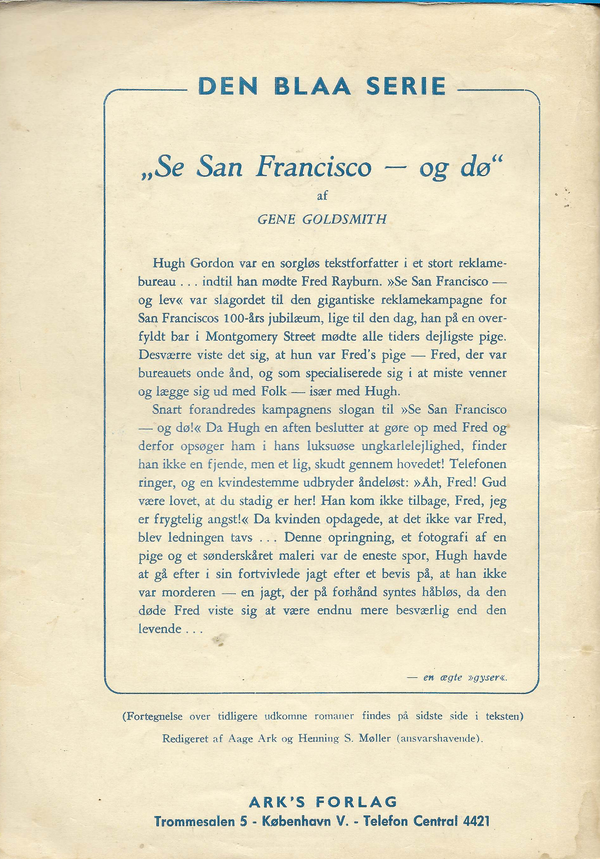 DEN BLAA SERIE
„Se San Francisco — og dø“
af
GENE GOLDSMITH
Hugh Gordon var en sorgløs tekstforfatter i et stort reklame-
bureau . . . indtil han mødte Fred Rayburn. »Se San Francisco —
og lev« var slagordet til den gigantiske reklamekampagne for
San Franciscos 100-års jubilæum, lige til den dag, han på en over-
fyldt bar i Montgomery Street mødte alle tiders dejligste pige.
Desværre viste det sig, at hun var Fred's pige — Fred, der var
bureauets onde ånd, og som specialiserede sig i at miste venner
og lægge sig ud med Folk — især med Hugh.
Snart forandredes kampagnens slogan til »Se San Francisco
— og dø!« Da Hugh en aften beslutter at gøre op med Fred og
derfor opsøger ham i hans luksuøse ungkarlelejlighed, finder
han ikke en fjende, men et lig, skudt gennem hovedet! Telefonen
ringer, og en kvindestemme udbryder åndeløst: »Åh, Fred! Gud
være lovet, at du stadig er her! Han kom ikke tilbage, Fred, jeg
er frygtelig angst!« Da kvinden opdagede, at det ikke var Fred,
blev ledningen tavs . . . Denne opringning, et fotografi af en
pige og et sønderskåret maleri var de eneste spor, Hugh havde
at gå efter i sin fortvivlede jagt efter et bevis på, at han ikke
var morderen — en jagt, der på forhånd syntes håbløs, da den
døde Fred viste sig at være endnu mere besværlig end den
levende . . .
— en ægte »gyser«.
(Fortegnelse over tidligere udkomne romaner findes på sidste side i teksten)
Redigeret af Aage Ark og Henning S. Møller (ansvarshavende).
ARK'S FORLAG
Trommesalen 5 - København V. - Telefon Central 4421